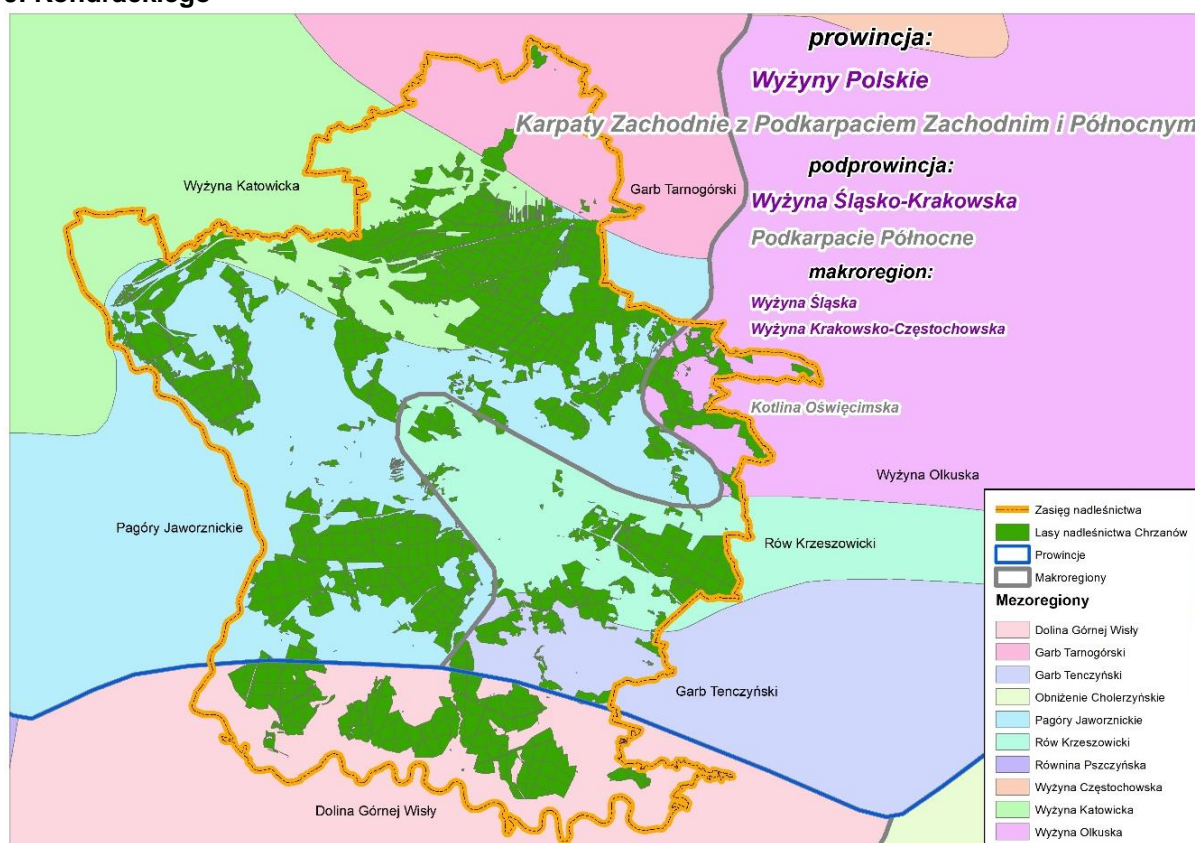 J. Kondrackiego
prowincja:
Wyżyny Polskie
Karpaty Zachodnie z Podkarpaciem Zachodnim i Północnym
podprowincja:
Wyżyna Śląsko-Krakowska
Podkarpacie Północne
makroregion:
Wyżyna Śląska
Wyżyna Krakowsko-Częstochowska
Kotlina Oświęcimska
Wyżyna Katowicka
Garb Tarnogórski
Wyżyna Olkuska
Pagóry Jaworznickie
Rów Krzeszowicki
Garb Tenczyński
Dolina Górnej Wisły
Zasięg nadleśnictwa
Lasy nadleśnictwa Chrzanów
Prowincje
Makroregiony
Mezoregiony
Dolina Górnej Wisły
Garb Tarnogórski
Garb Tenczyński
Obniżenie Cholerzyńskie
Pagóry Jaworznickie
Rów Krzeszowicki
Równina Pszczyńska
Wyżyna Częstochowska
Wyżyna Katowicka
Wyżyna Olkuska